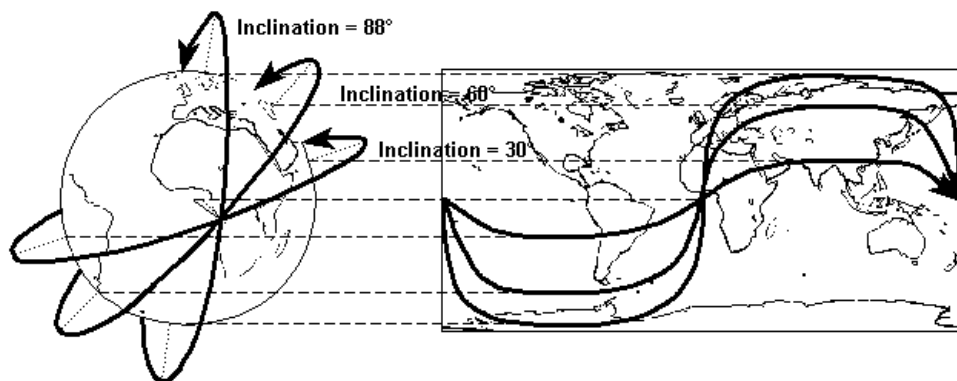 Inclination = 88°
Inclination = 60°
Inclination = 30°